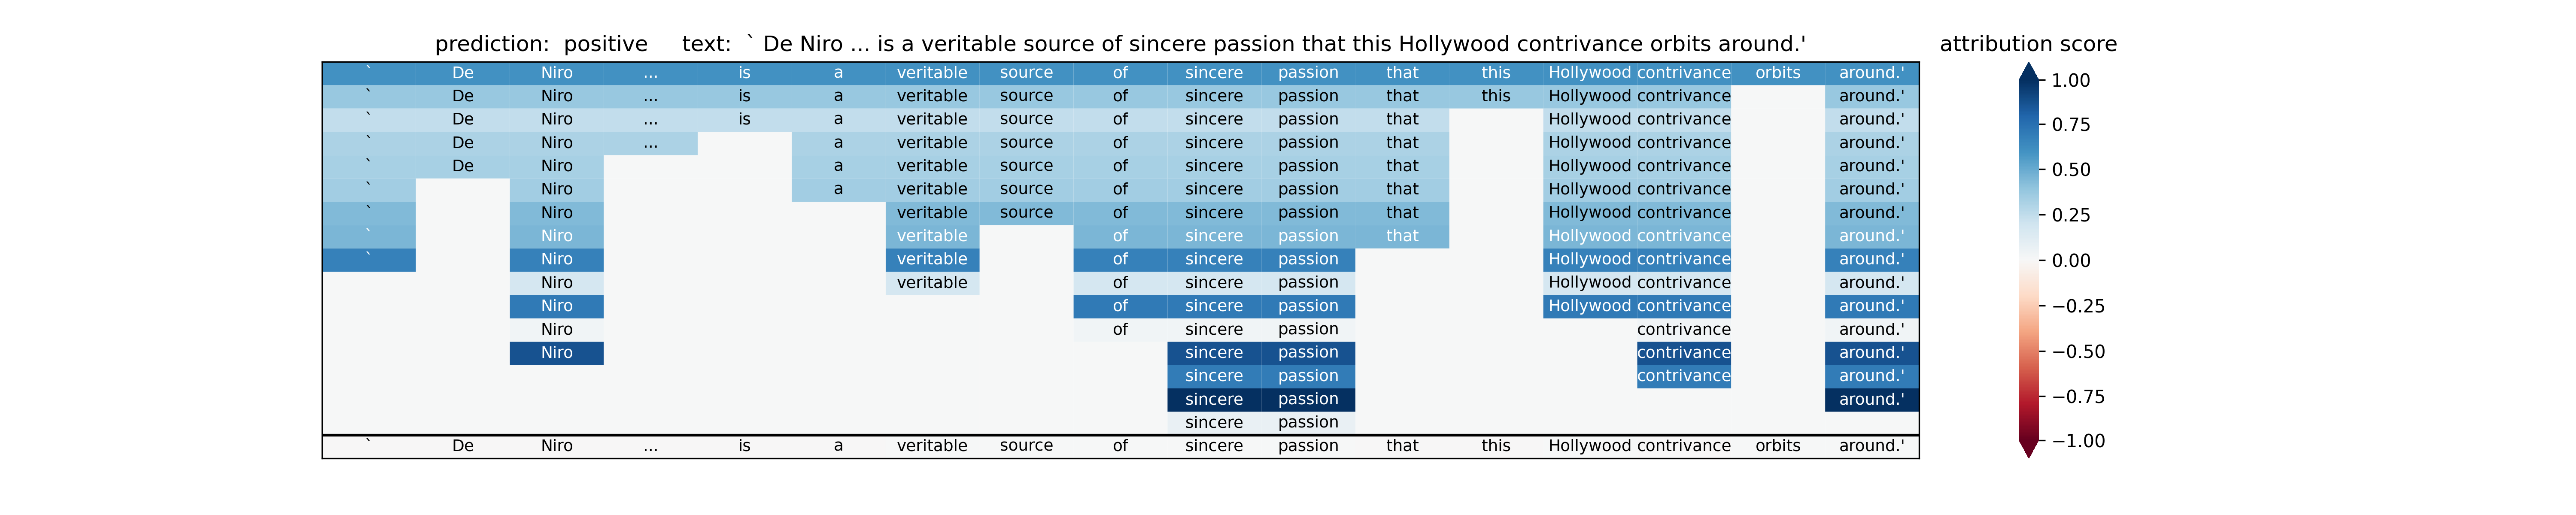 prediction:  positive     text:  ` De Niro ... is a veritable source of sincere passion that this Hollywood contrivance orbits around.'
attribution score
` De Niro ... is a veritable source of sincere passion that this Hollywood contrivance orbits around.'
` De Niro ... is a veritable source of sincere passion that this Hollywood contrivance around.'
` De Niro ... is a veritable source of sincere passion that Hollywood contrivance around.'
` De Niro ... a veritable source of sincere passion that Hollywood contrivance around.'
` De Niro a veritable source of sincere passion that Hollywood contrivance around.'
` Niro a veritable source of sincere passion that Hollywood contrivance around.'
` Niro veritable source of sincere passion that Hollywood contrivance around.'
` Niro veritable of sincere passion that Hollywood contrivance around.'
` Niro veritable of sincere passion Hollywood contrivance around.'
Niro veritable of sincere passion Hollywood contrivance around.'
Niro of sincere passion Hollywood contrivance around.'
Niro of sincere passion contrivance around.'
Niro sincere passion contrivance around.'
sincere passion contrivance around.'
sincere passion around.'
sincere passion
` De Niro ... is a veritable source of sincere passion that this Hollywood contrivance orbits around.'
1.00
0.75
0.50
0.25
0.00
−0.25
−0.50
−0.75
−1.00